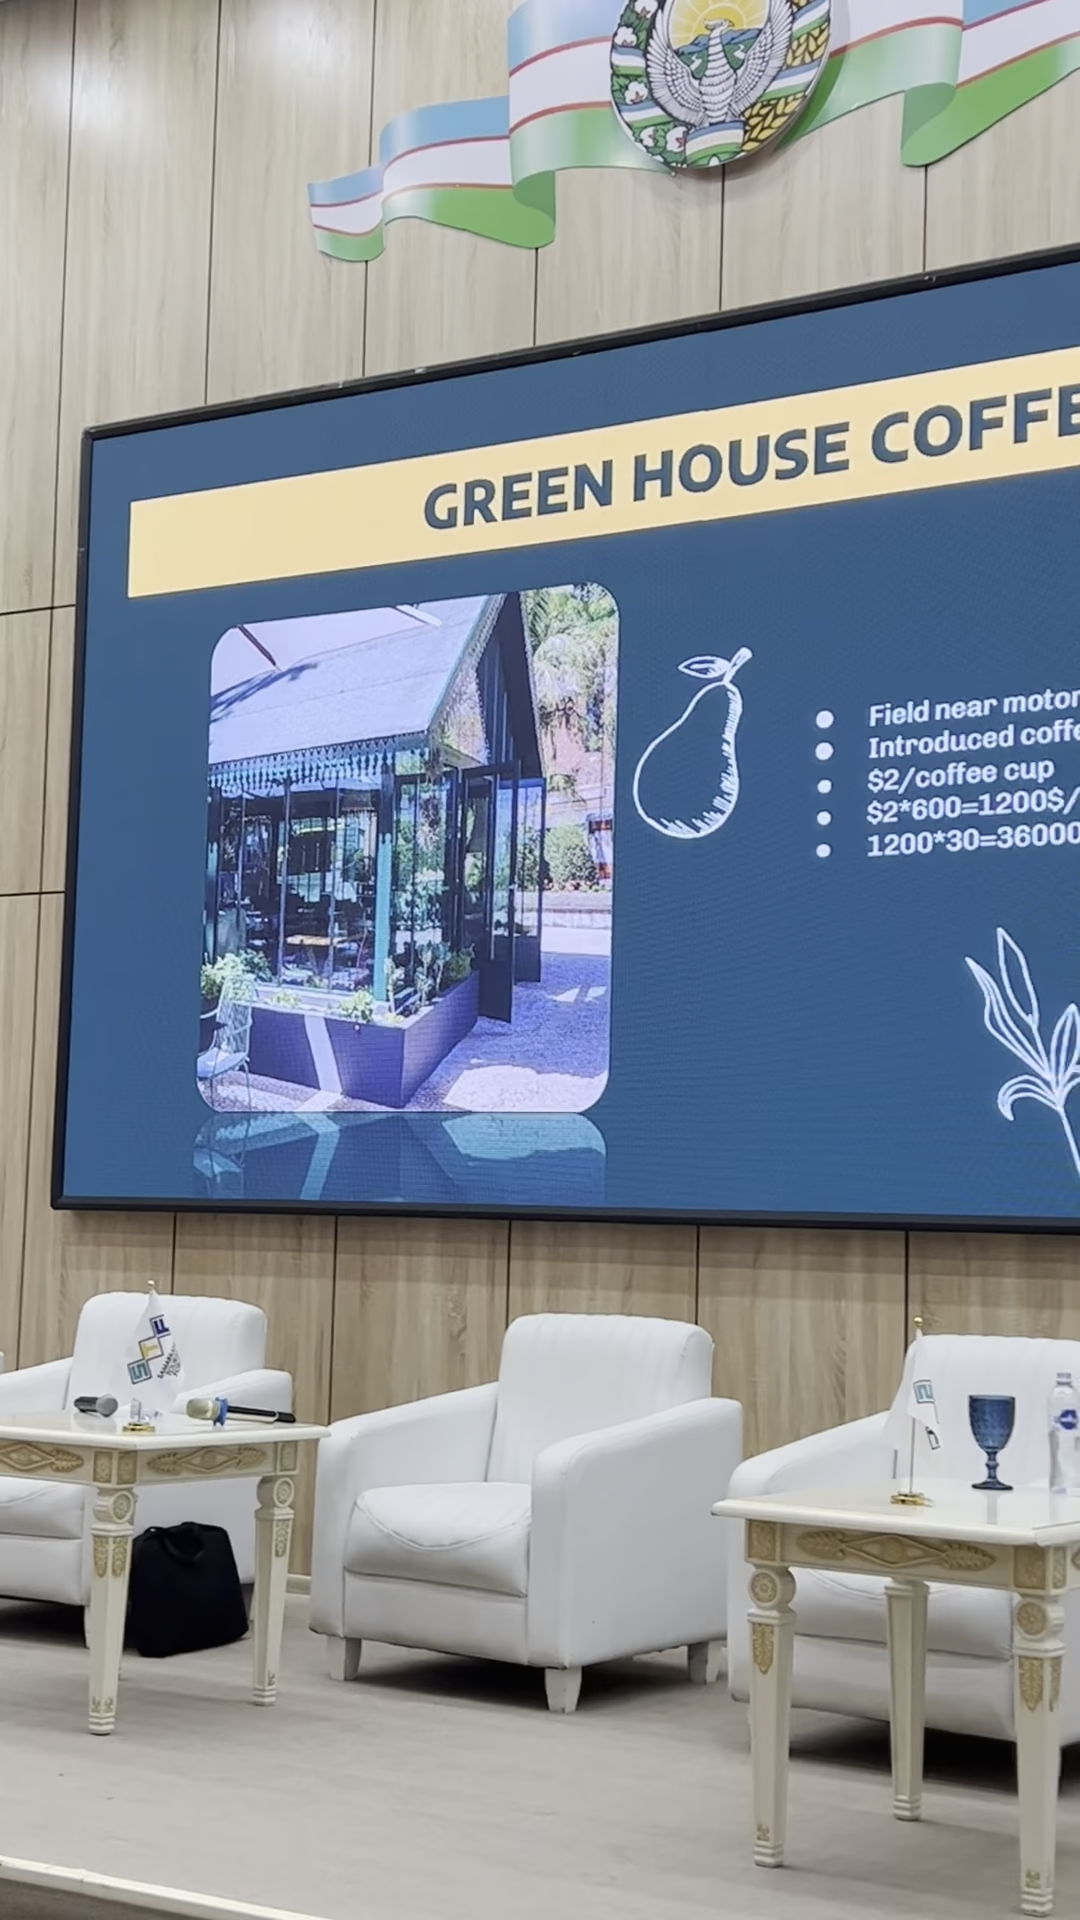 GREEN HOUSE COFFE
Field near motor
Introduced coffe
$2/coffee cup
$2*600=1200$/
1200*30=36000